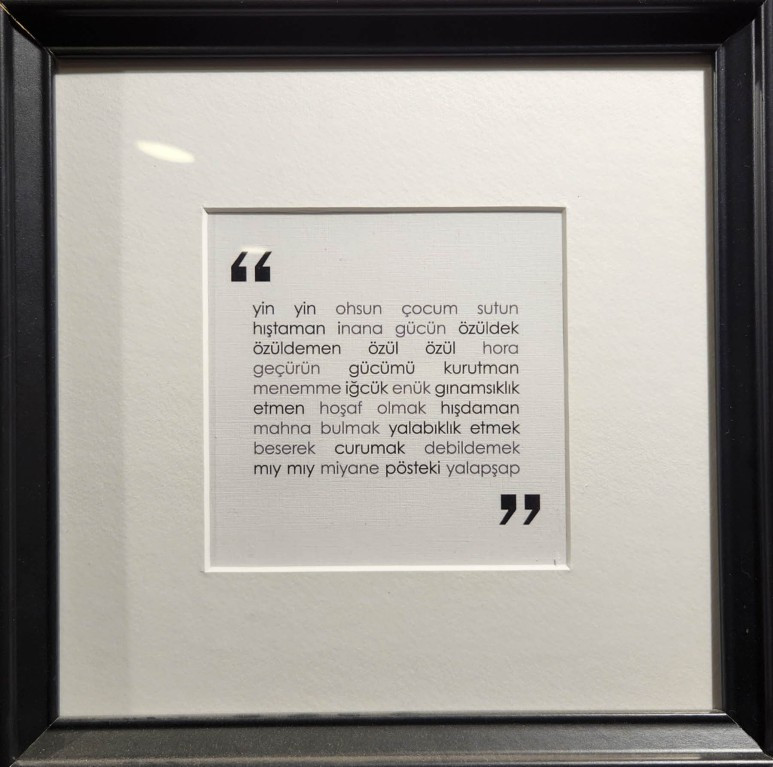 “
yin yin ohsun çocum sutun
hıştaman inana gücün özüldek
özüldemen özül özül hora
geçürün gücümü kurutman
menemme iğcük enük gınamsıklık
etmen hoşaf olmak hışdaman
mahna bulmak yalabıklık etmek
beserek curumak debildemek
mıy mıy miyane pösteki yalapşap
”